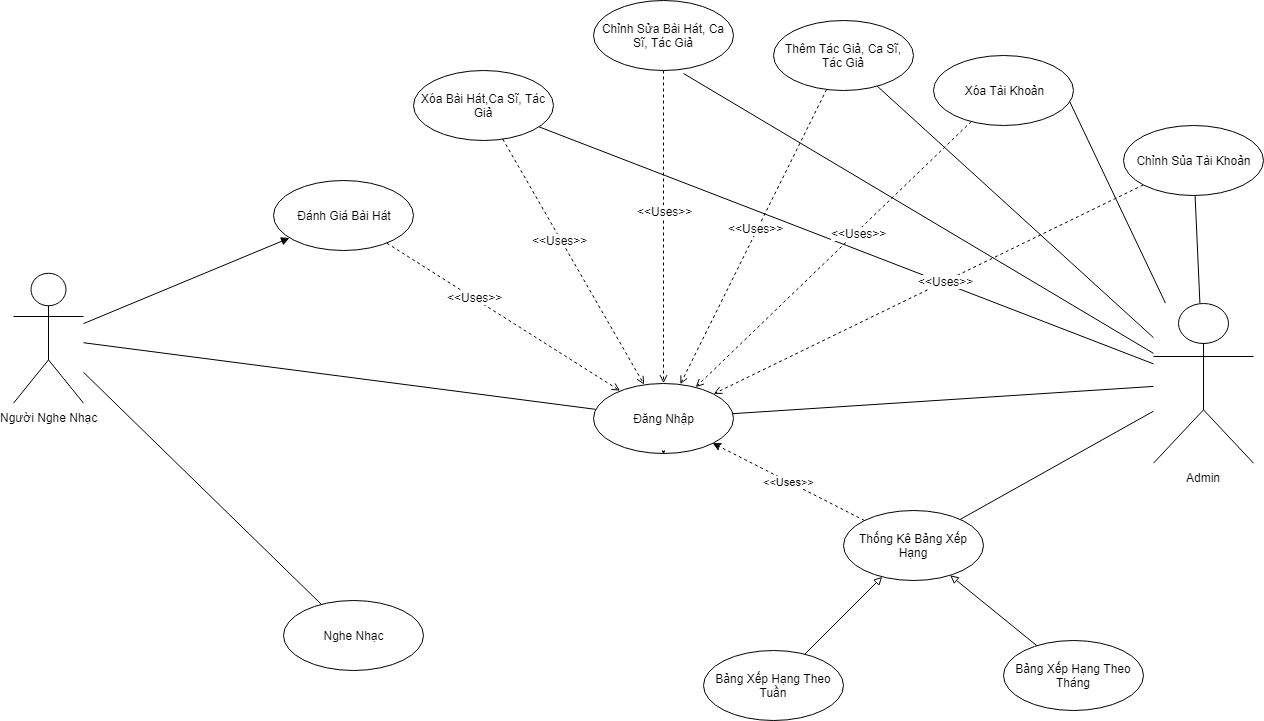 Chỉnh Sửa Bài Hát, Ca
Sĩ, Tác Giả
Thêm Tác Giả, Ca Sĩ,
Tác Giả
Xóa Tài Khoản
Xóa Bài Hát,Ca Sĩ, Tác
Giả
Chỉnh Sủa Tài Khoản
Đánh Giá Bài Hát
<<Uses>>
<<Uses>>
<<Uses>>
<<Uses>>
<<Uses>>
<<Uses>>
Người Nghe Nhạc
Đăng Nhập
Admin
<<Uses>>
Thống Kê Bảng Xếp
Hạng
Nghe Nhạc
Bảng Xếp Hạng Theo
Tuần
Bảng Xếp Hạng Theo
Tháng